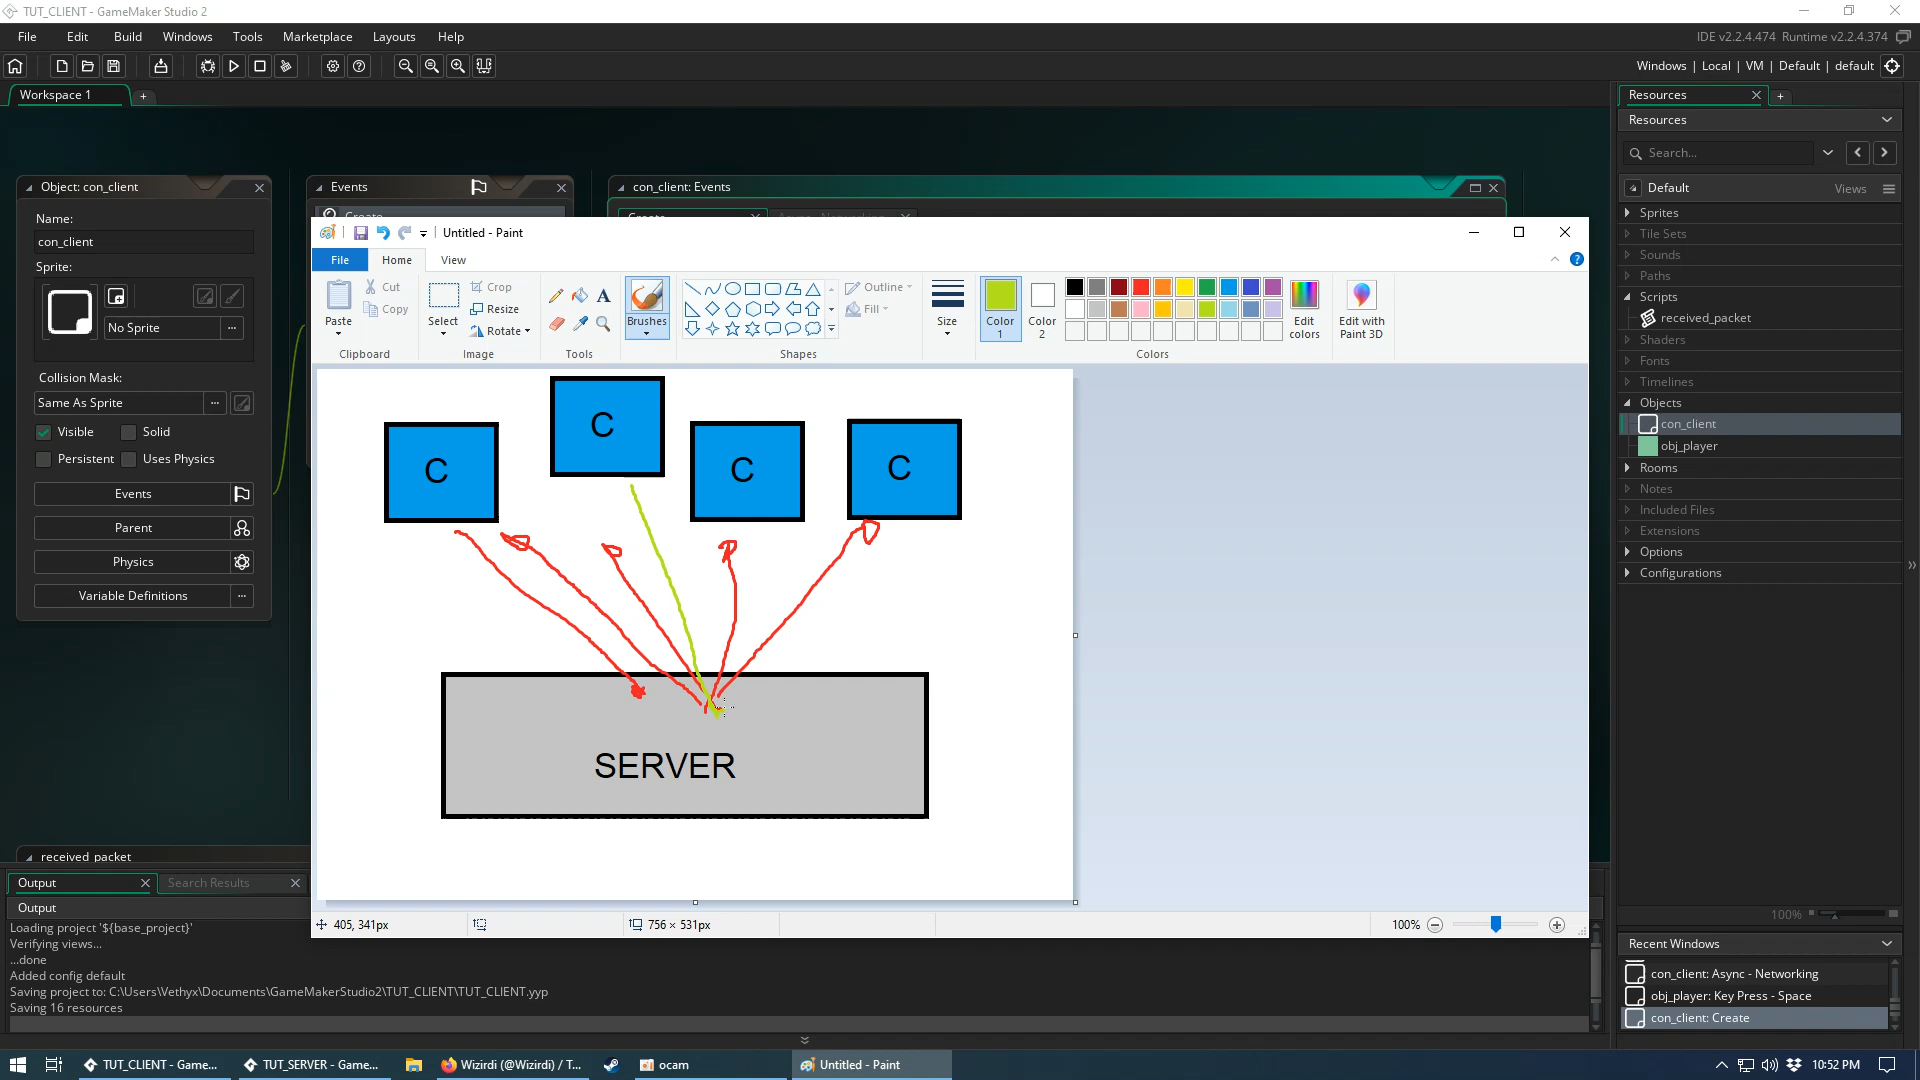 TUT_CLIENT - GameMaker Studio 2
File Edit Build Windows Tools Marketplace Layouts Help
IDE v2.2.4.474 Runtime v2.2.4.374
Windows | Local | VM | Default | default
Workspace 1
Resources
Resources
Search...
Default
Views
Sprites
Tile Sets
Sounds
Paths
Scripts
received_packet
Shaders
Fonts
Timelines
Objects
con_client
obj_player
Rooms
Notes
Included Files
Extensions
Options
Configurations
100%
Recent Windows
con_client: Async - Networking
obj_player: Key Press - Space
con_client: Create
Object: con_client
Name:
con_client
Sprite:
No Sprite
Collision Mask:
Same As Sprite
Visible
Solid
Persistent
Uses Physics
Events
Parent
Physics
Variable Definitions
Events
Create
con_client: Events
Untitled - Paint
File Home View
Paste
Cut
Copy
Clipboard
Select
Crop
Resize
Rotate
Image
A
Tools
Brushes
Outline
Fill
Shapes
Size
Color 1
Color 2
Edit colors
Colors
Edit with Paint 3D
C
C
C
C
SERVER
405, 341px
756 × 531px
100%
received_packet
Output
Search Results
Output
Loading project '${base_project}'
Verifying views...
...done
Added config default
Saving project to: C:\Users\Vethyx\Documents\GameMakerStudio2\TUT_CLIENT\TUT_CLIENT.yyp
Saving 16 resources
TUT_CLIENT - Game...
TUT_SERVER - Game...
Wizirdi (@Wizirdi) / T...
ocam
Untitled - Paint
10:52 PM